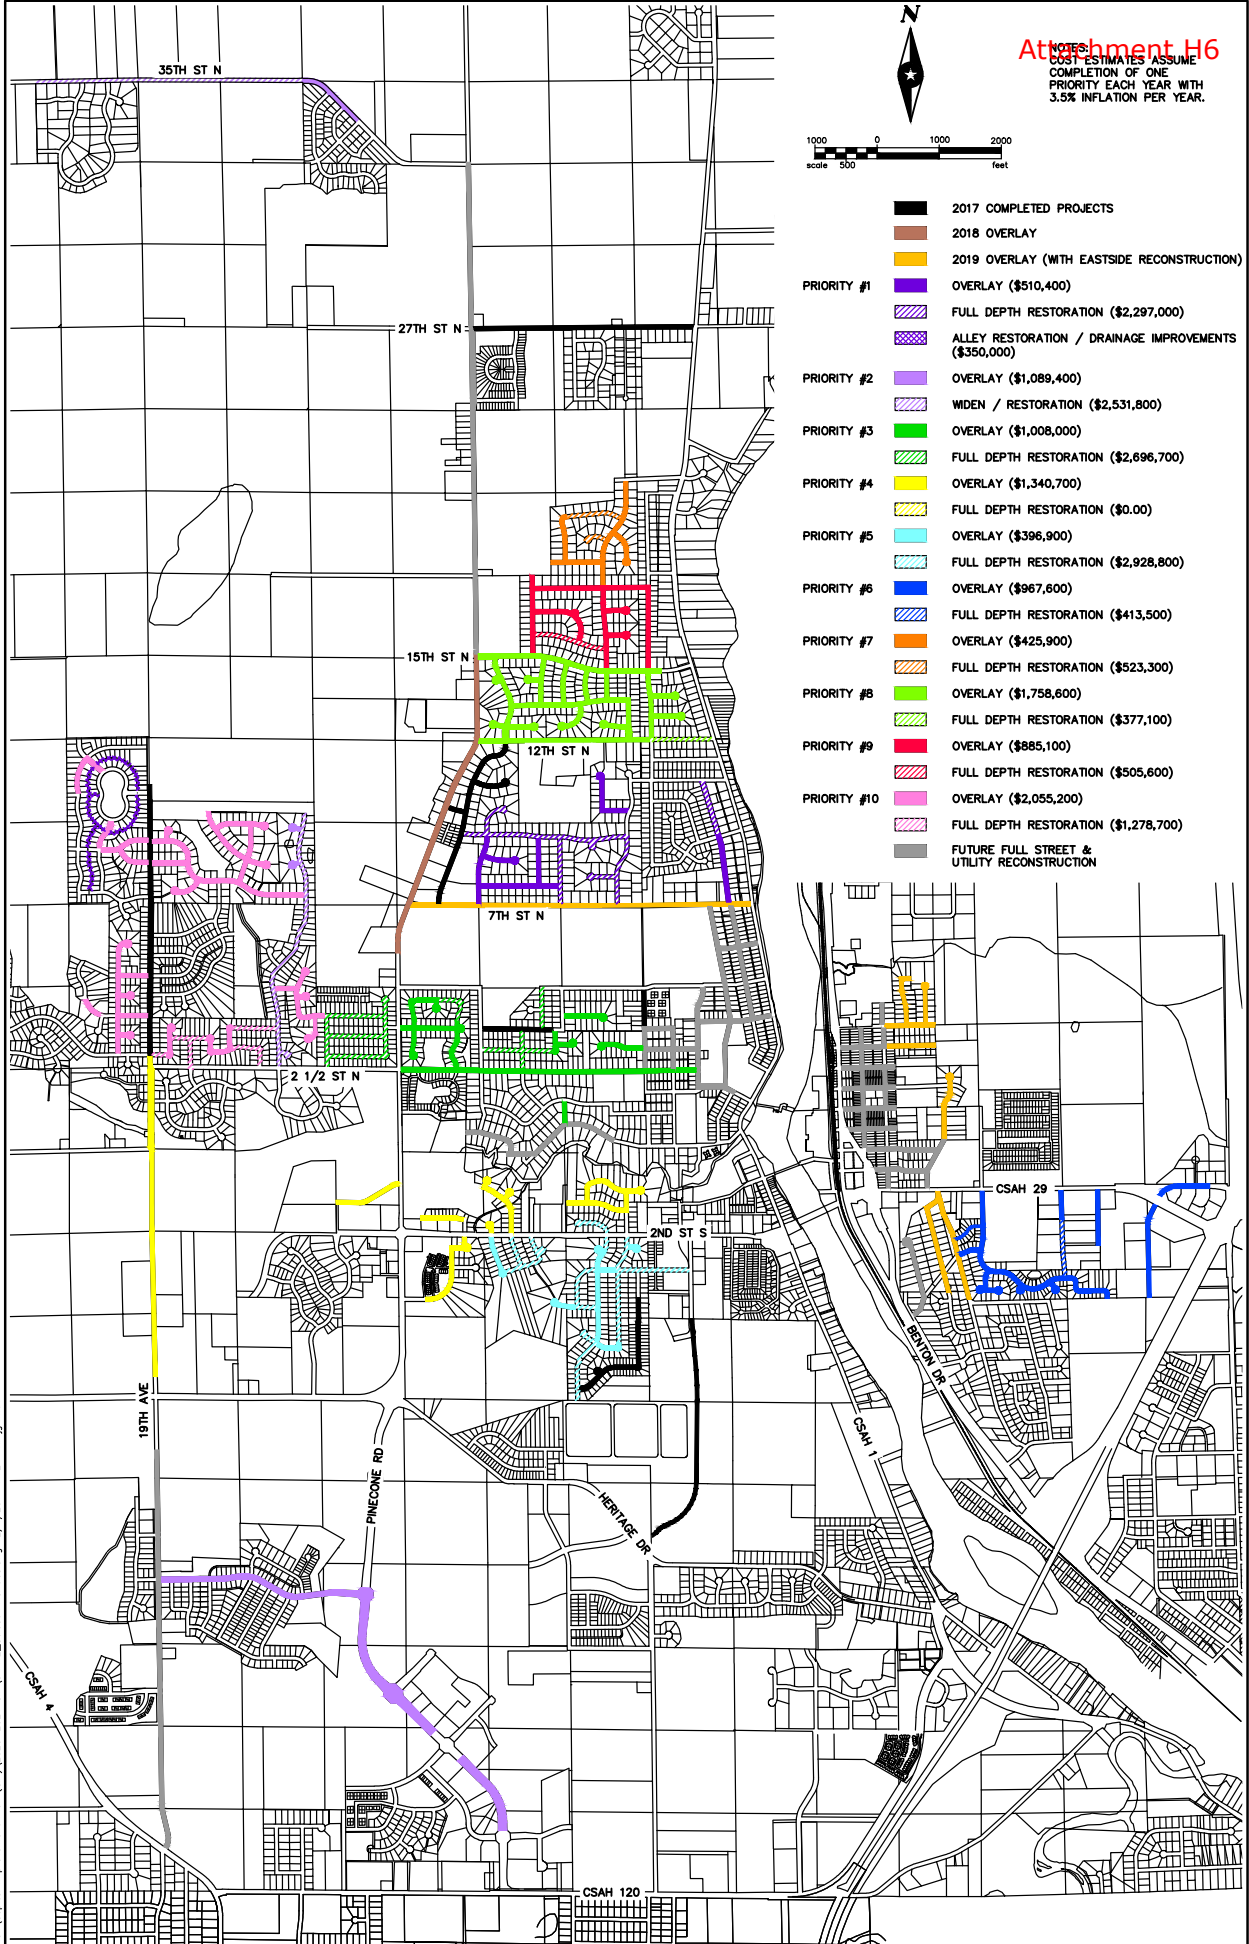 N
Attachment H6
NOTES:
COST ESTIMATES ASSUME
COMPLETION OF ONE
PRIORITY EACH YEAR WITH
3.5% INFLATION PER YEAR.
1000 0 1000 2000
scale 500 feet
2017 COMPLETED PROJECTS
2018 OVERLAY
2019 OVERLAY (WITH EASTSIDE RECONSTRUCTION)
PRIORITY #1 OVERLAY ($510,400)
FULL DEPTH RESTORATION ($2,297,000)
ALLEY RESTORATION / DRAINAGE IMPROVEMENTS
($350,000)
PRIORITY #2 OVERLAY ($1,089,400)
WIDEN / RESTORATION ($2,531,800)
PRIORITY #3 OVERLAY ($1,008,000)
FULL DEPTH RESTORATION ($2,696,700)
PRIORITY #4 OVERLAY ($1,340,700)
FULL DEPTH RESTORATION ($0.00)
PRIORITY #5 OVERLAY ($396,900)
FULL DEPTH RESTORATION ($2,928,800)
PRIORITY #6 OVERLAY ($967,600)
FULL DEPTH RESTORATION ($413,500)
PRIORITY #7 OVERLAY ($425,900)
FULL DEPTH RESTORATION ($523,300)
PRIORITY #8 OVERLAY ($1,758,600)
FULL DEPTH RESTORATION ($377,100)
PRIORITY #9 OVERLAY ($885,100)
FULL DEPTH RESTORATION ($505,600)
PRIORITY #10 OVERLAY ($2,055,200)
FULL DEPTH RESTORATION ($1,278,700)
FUTURE FULL STREET &
UTILITY RECONSTRUCTION
35TH ST N
27TH ST N
15TH ST N
12TH ST N
7TH ST N
2 1/2 ST N
CSAH 29
2ND ST S
BENTON DR
19TH AVE
CSAH 1
PINECONE RD
HERITAGE DR
CSAH 4
CSAH 120